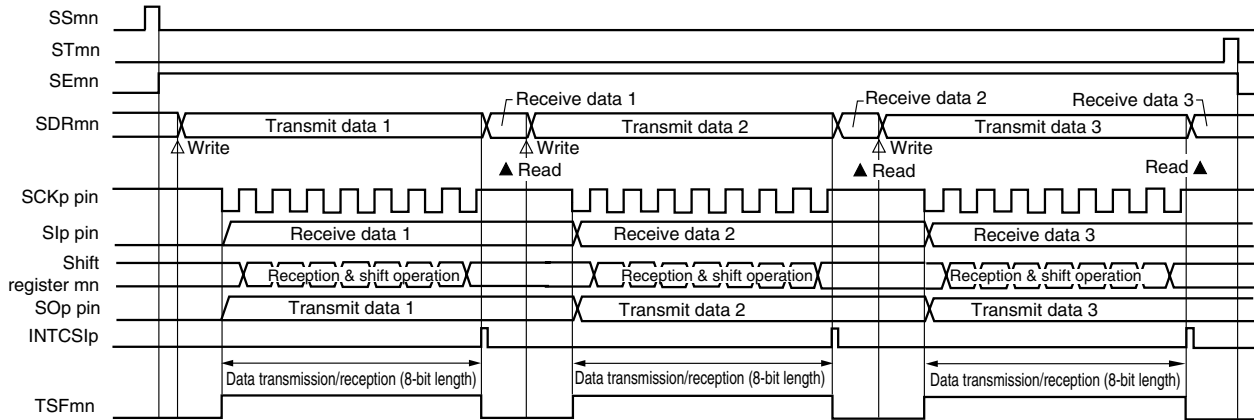 SSmn
STmn
SEmn
Receive data 1
Receive data 2
Receive data 3
SDRmn
Transmit data 1
Transmit data 2
Transmit data 3
Write
Write
Write
Read
Read
Read
SCKp pin
SIp pin
Receive data 1
Receive data 2
Receive data 3
Shift
register mn
Reception & shift operation
Reception & shift operation
Reception & shift operation
SOp pin
Transmit data 1
Transmit data 2
Transmit data 3
INTCSIp
Data transmission/reception (8-bit length)
Data transmission/reception (8-bit length)
Data transmission/reception (8-bit length)
TSFmn